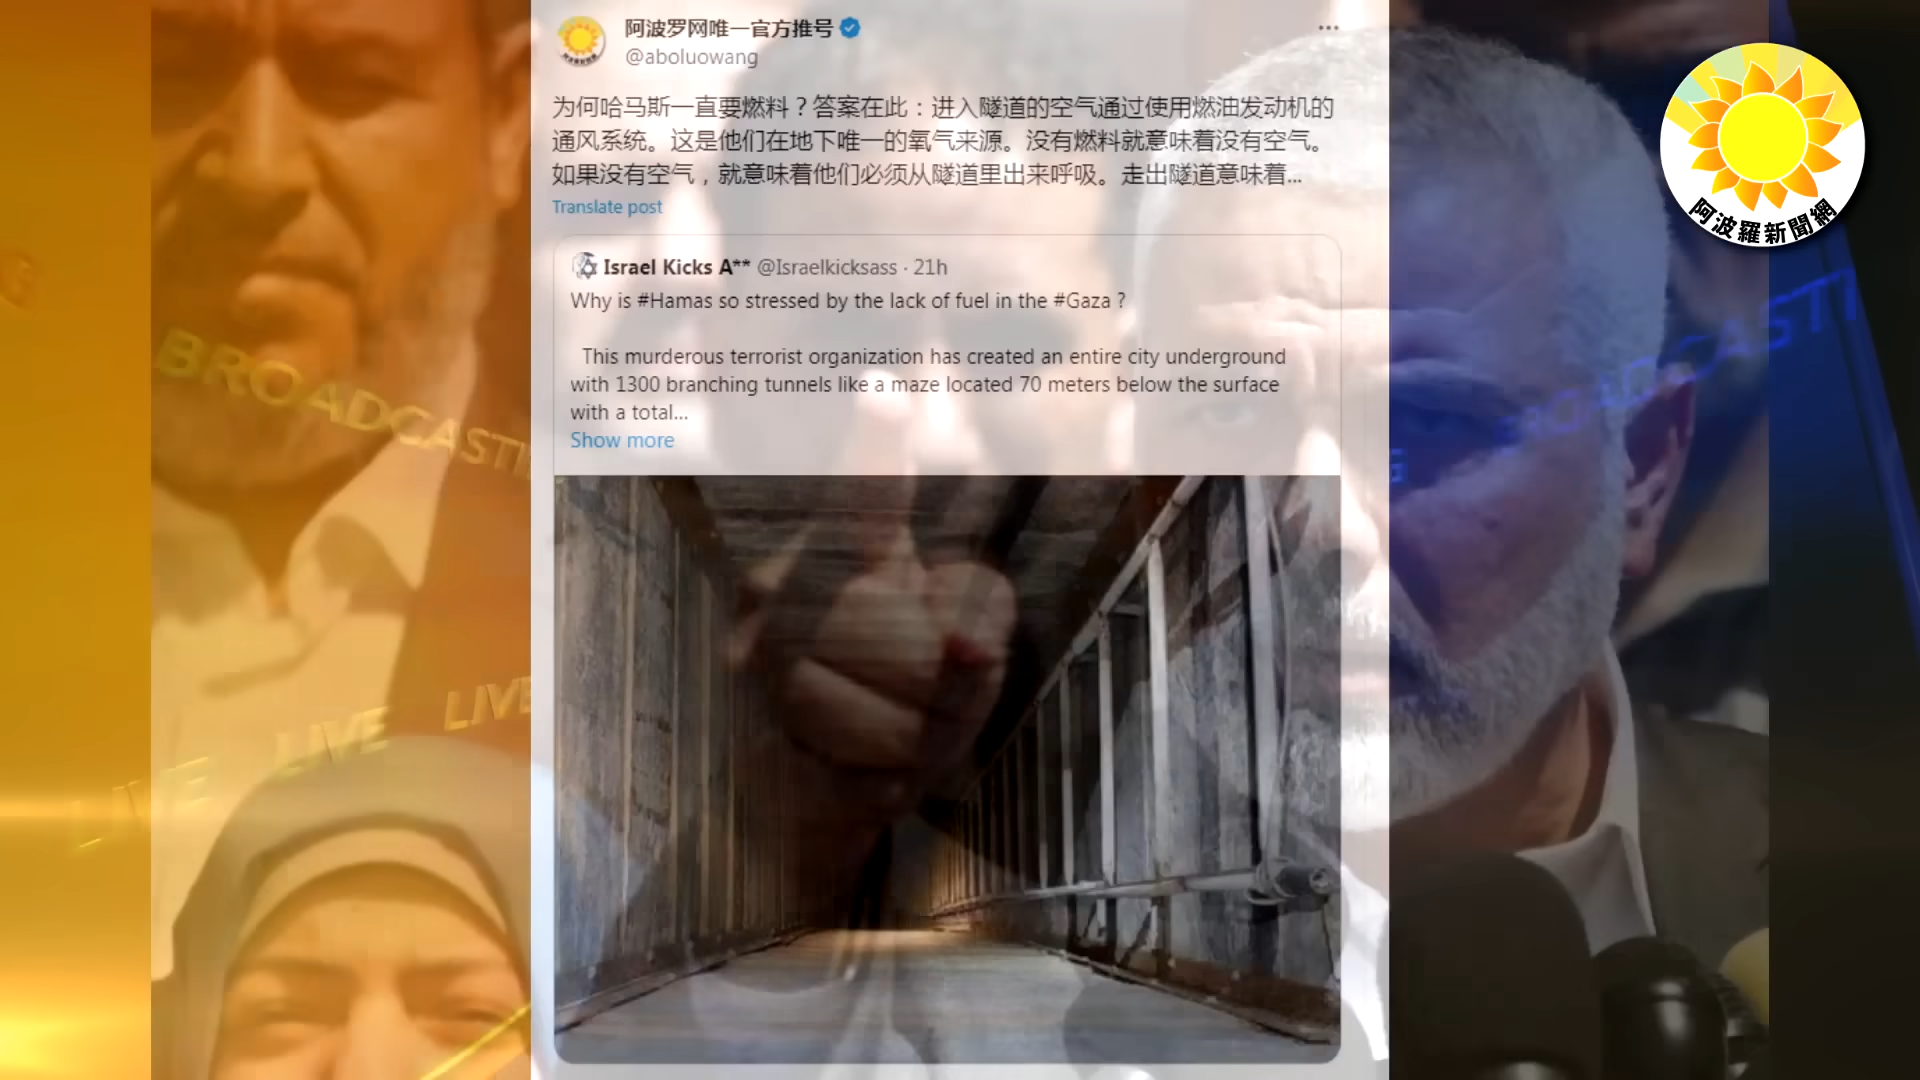 阿波罗网唯一官方推号
@aboluowang
为何哈马斯一直要燃料？答案在此：进入隧道的空气通过使用燃油发动机的
通风系统。这是他们在地下唯一的氧气来源。没有燃料就意味着没有空气。
如果没有空气，就意味着他们必须从隧道里出来呼吸。走出隧道意味着...
Translate post
Israel Kicks A** @Israelkicksass · 21h
Why is #Hamas so stressed by the lack of fuel in the #Gaza ?
This murderous terrorist organization has created an entire city underground
with 1300 branching tunnels like a maze located 70 meters below the surface
with a total...
Show more
阿波羅新聞網
BROADCASTI
BROADCASTI
LIVE
LIVE
LIVE